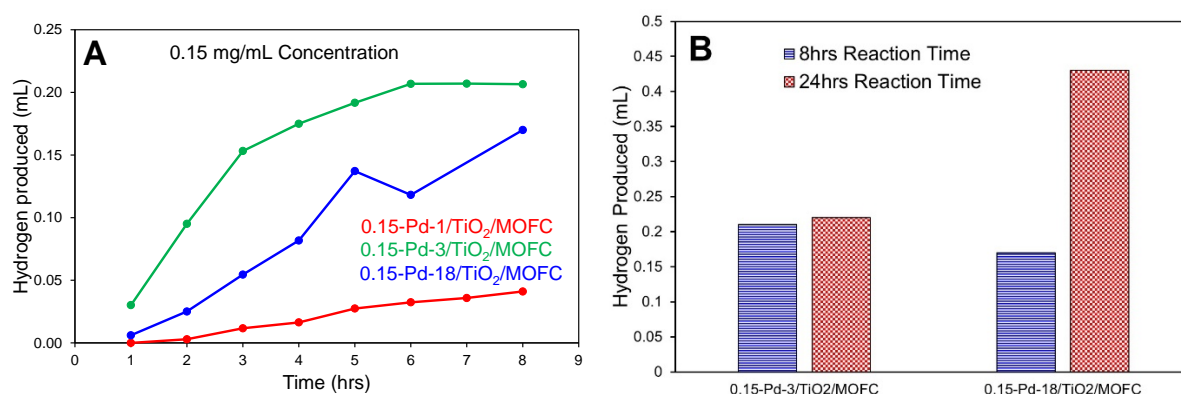 A
0.15 mg/mL Concentration
Hydrogen produced (mL)
0.25
0.20
0.15
0.10
0.05
0.00
0.15-Pd-1/TiO₂/MOFC
0.15-Pd-3/TiO₂/MOFC
0.15-Pd-18/TiO₂/MOFC
0 1 2 3 4 5 6 7 8 9
Time (hrs)
B
8hrs Reaction Time
24hrs Reaction Time
Hydrogen Produced (mL)
0.5
0.45
0.4
0.35
0.3
0.25
0.2
0.15
0.1
0.05
0
0.15-Pd-3/TiO2/MOFC 0.15-Pd-18/TiO2/MOFC